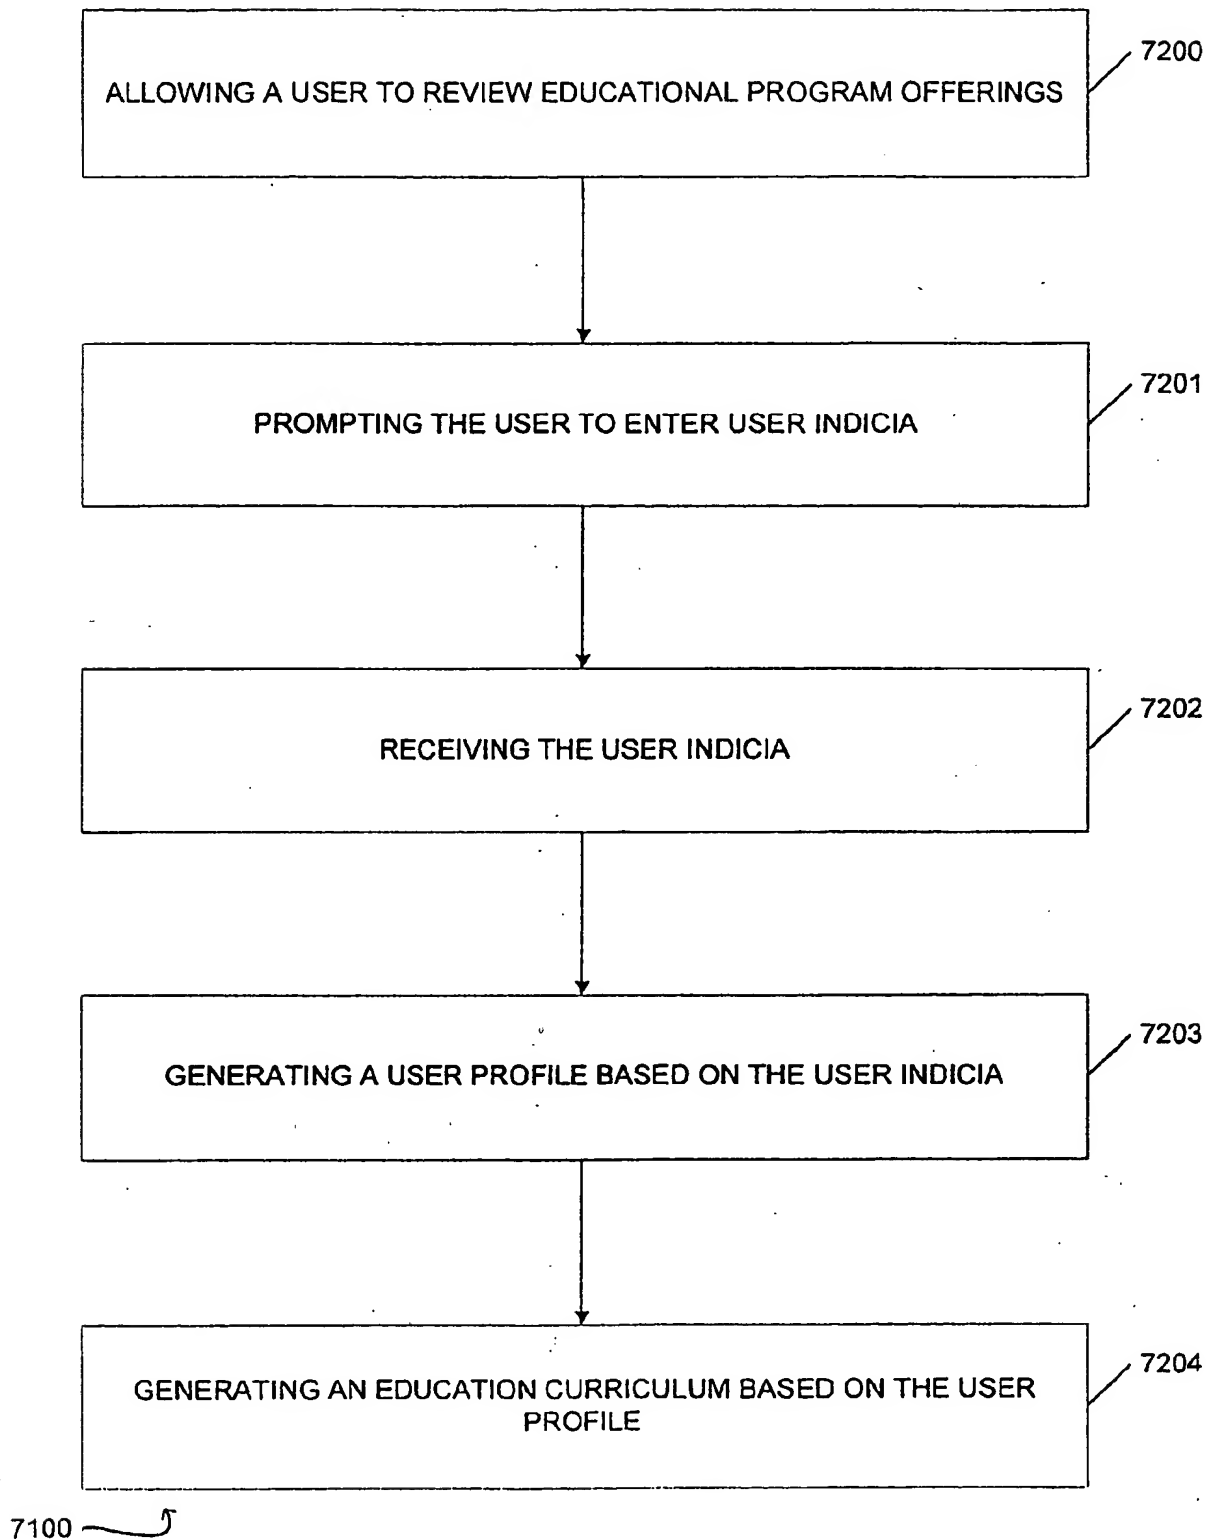 7200
ALLOWING A USER TO REVIEW EDUCATIONAL PROGRAM OFFERINGS
7201
PROMPTING THE USER TO ENTER USER INDICIA
7202
RECEIVING THE USER INDICIA
7203
GENERATING A USER PROFILE BASED ON THE USER INDICIA
7204
GENERATING AN EDUCATION CURRICULUM BASED ON THE USER
PROFILE
7100